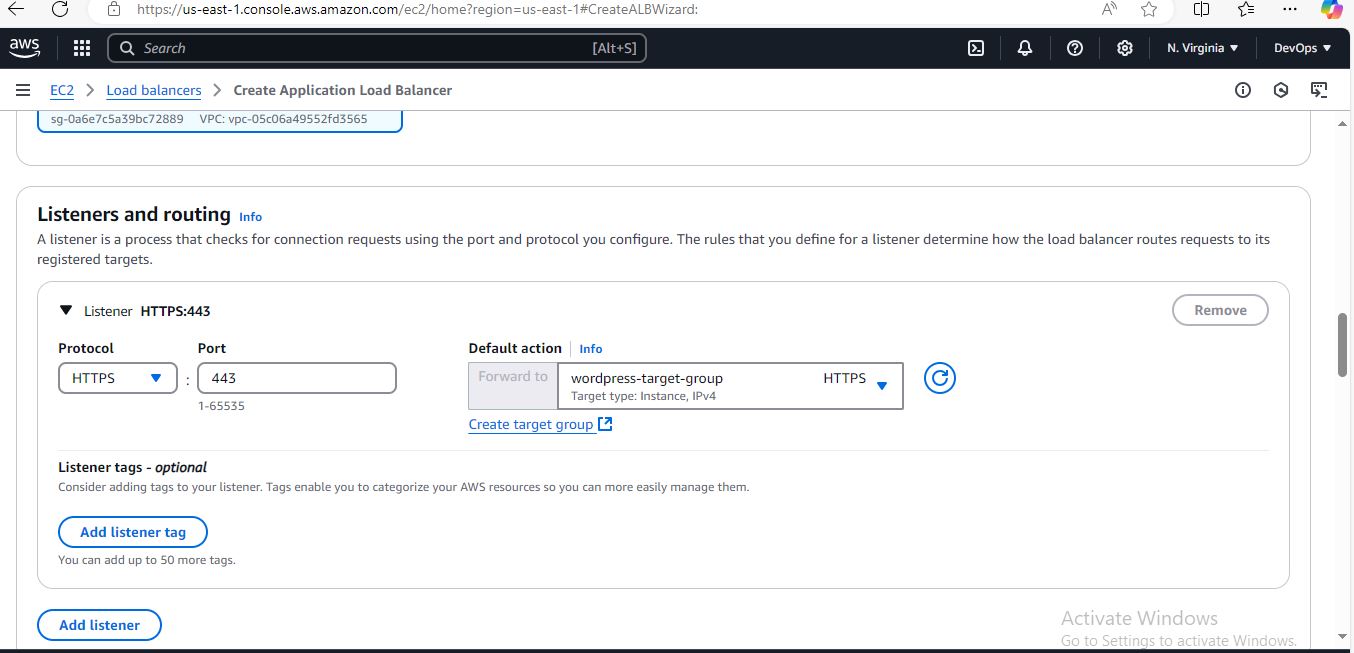 https://us-east-1.console.aws.amazon.com/ec2/home?region=us-east-1#CreateALBWizard:
aws
Search
[Alt+S]
N. Virginia
DevOps
EC2 > Load balancers > Create Application Load Balancer
sg-0a6e7c5a39bc72889 VPC: vpc-05c06a49552fd3565
Listeners and routing Info
A listener is a process that checks for connection requests using the port and protocol you configure. The rules that you define for a listener determine how the load balancer routes requests to its
registered targets.
Listener HTTPS:443
Remove
Protocol
Port
Default action Info
HTTPS
:
443
Forward to
wordpress-target-group
HTTPS
Target type: Instance, IPv4
1-65535
Create target group
Listener tags - optional
Consider adding tags to your listener. Tags enable you to categorize your AWS resources so you can more easily manage them.
Add listener tag
You can add up to 50 more tags.
Add listener
Activate Windows
Go to Settings to activate Windows.